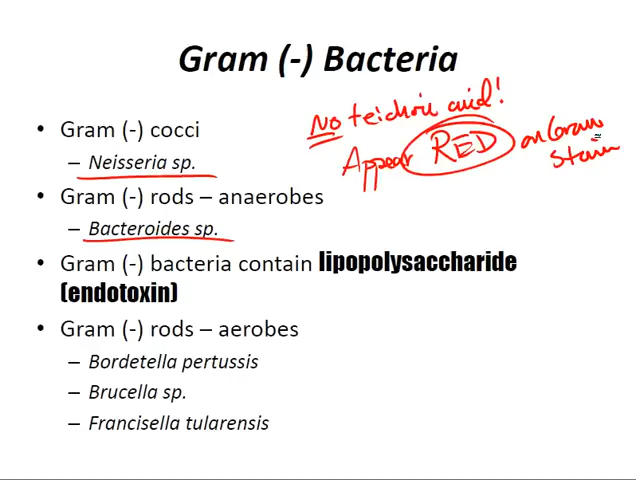 Gram (-) Bacteria
No teichoic acid!
Appear RED on Gram
Stain
• Gram (-) cocci
– Neisseria sp.
• Gram (-) rods – anaerobes
– Bacteroides sp.
• Gram (-) bacteria contain lipopolysaccharide
(endotoxin)
• Gram (-) rods – aerobes
– Bordetella pertussis
– Brucella sp.
– Francisella tularensis